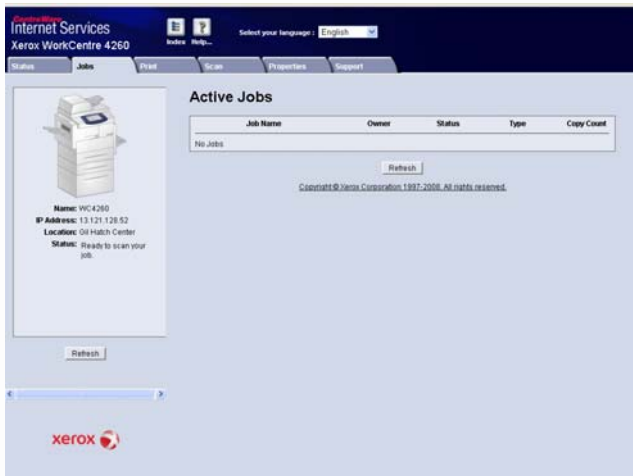 CentreWare
Internet Services
Xerox WorkCentre 4260
Index
Help...
Select your language : English
Status
Jobs
Print
Scan
Properties
Support
Active Jobs
Job Name Owner Status Type Copy Count
No Jobs
Refresh
Copyright © Xerox Corporation 1997-2008. All rights reserved.
Name: WC4260
IP Address: 13.121.128.52
Location: Oil Hatch Center
Status: Ready to scan your
job.
Refresh
xerox